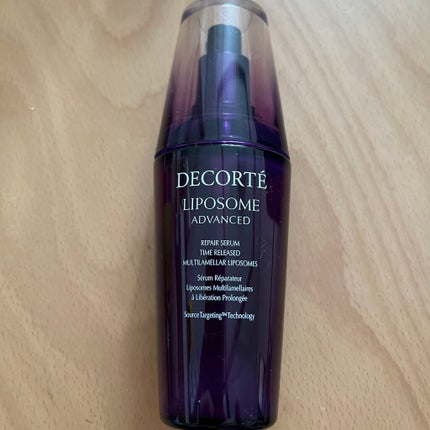 DECORTÉ
LIPOSOME
ADVANCED
REPAIR SERUM
TIME RELEASED
MULTILAMELLAR LIPOSOMES
Sérum Réparateur
Liposomes Multilamellaires
à Libération Prolongée
SourceTargeting™Technology